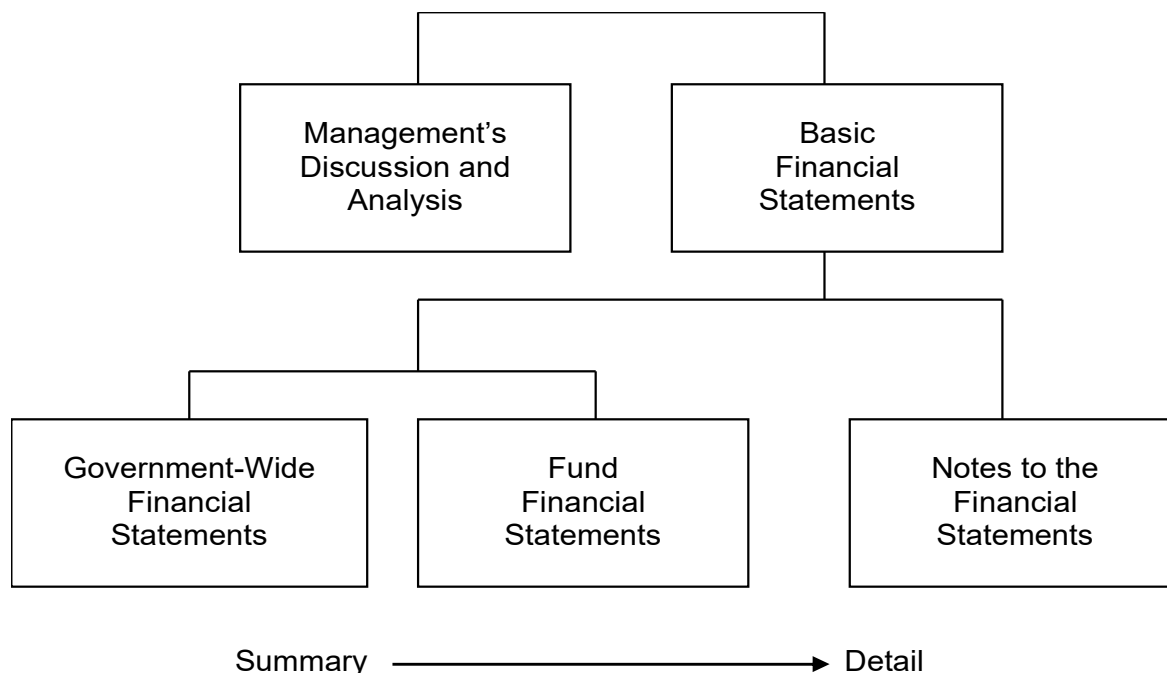 Management’s
Discussion and
Analysis
Basic
Financial
Statements
Government-Wide
Financial
Statements
Fund
Financial
Statements
Notes to the
Financial
Statements
Summary
Detail